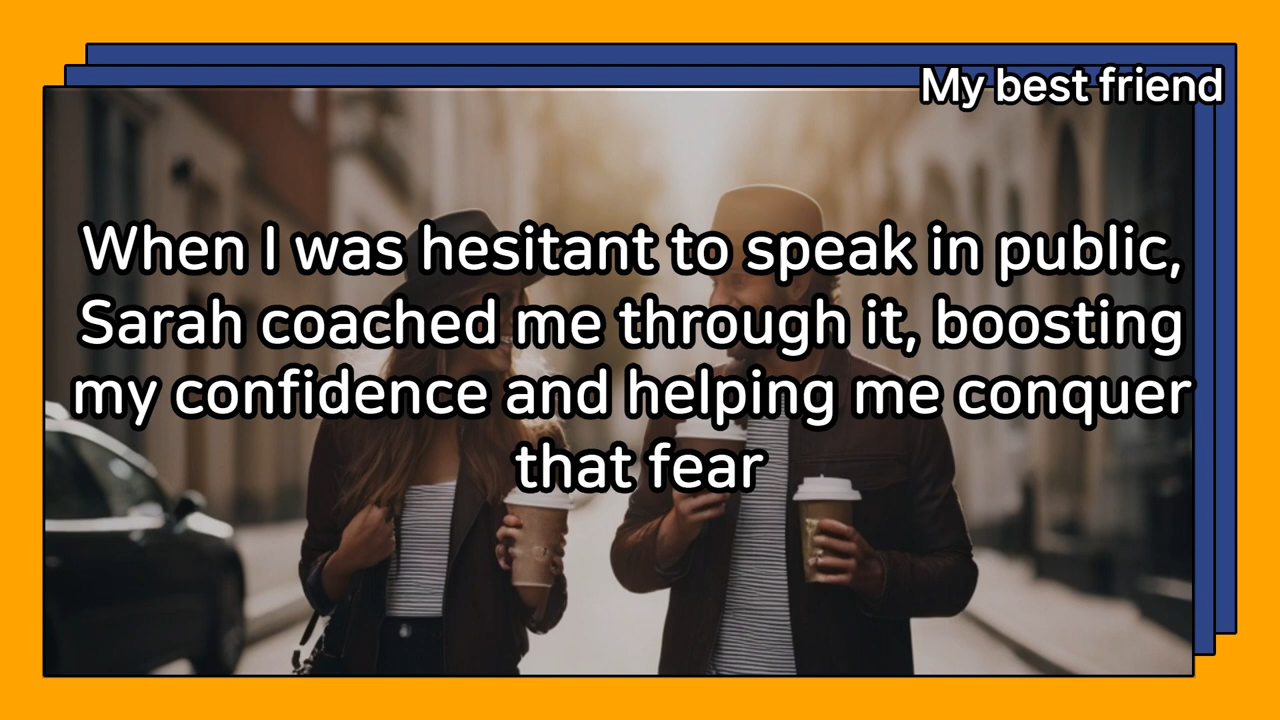 My best friend
When I was hesitant to speak in public,
Sarah coached me through it, boosting
my confidence and helping me conquer
that fear